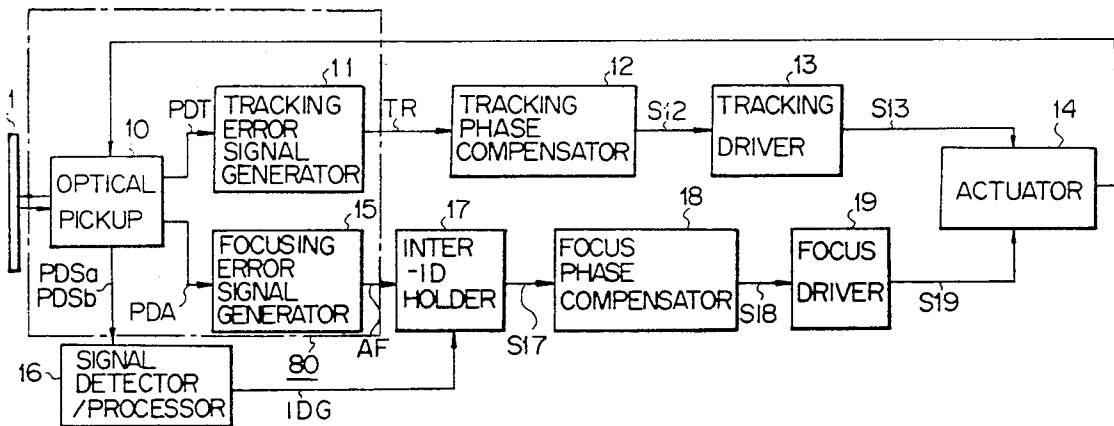 1
10
OPTICAL
PICKUP
PDT
11
TRACKING
ERROR
SIGNAL
GENERATOR
TR
12
TRACKING
PHASE
COMPENSATOR
S12
13
TRACKING
DRIVER
S13
14
ACTUATOR
PDSa
PDSb
PDA
15
FOCUSING
ERROR
SIGNAL
GENERATOR
AF
17
INTER
-ID
HOLDER
S17
18
FOCUS
PHASE
COMPENSATOR
S18
19
FOCUS
DRIVER
S19
80
16
SIGNAL
DETECTOR
/PROCESSOR
IDG